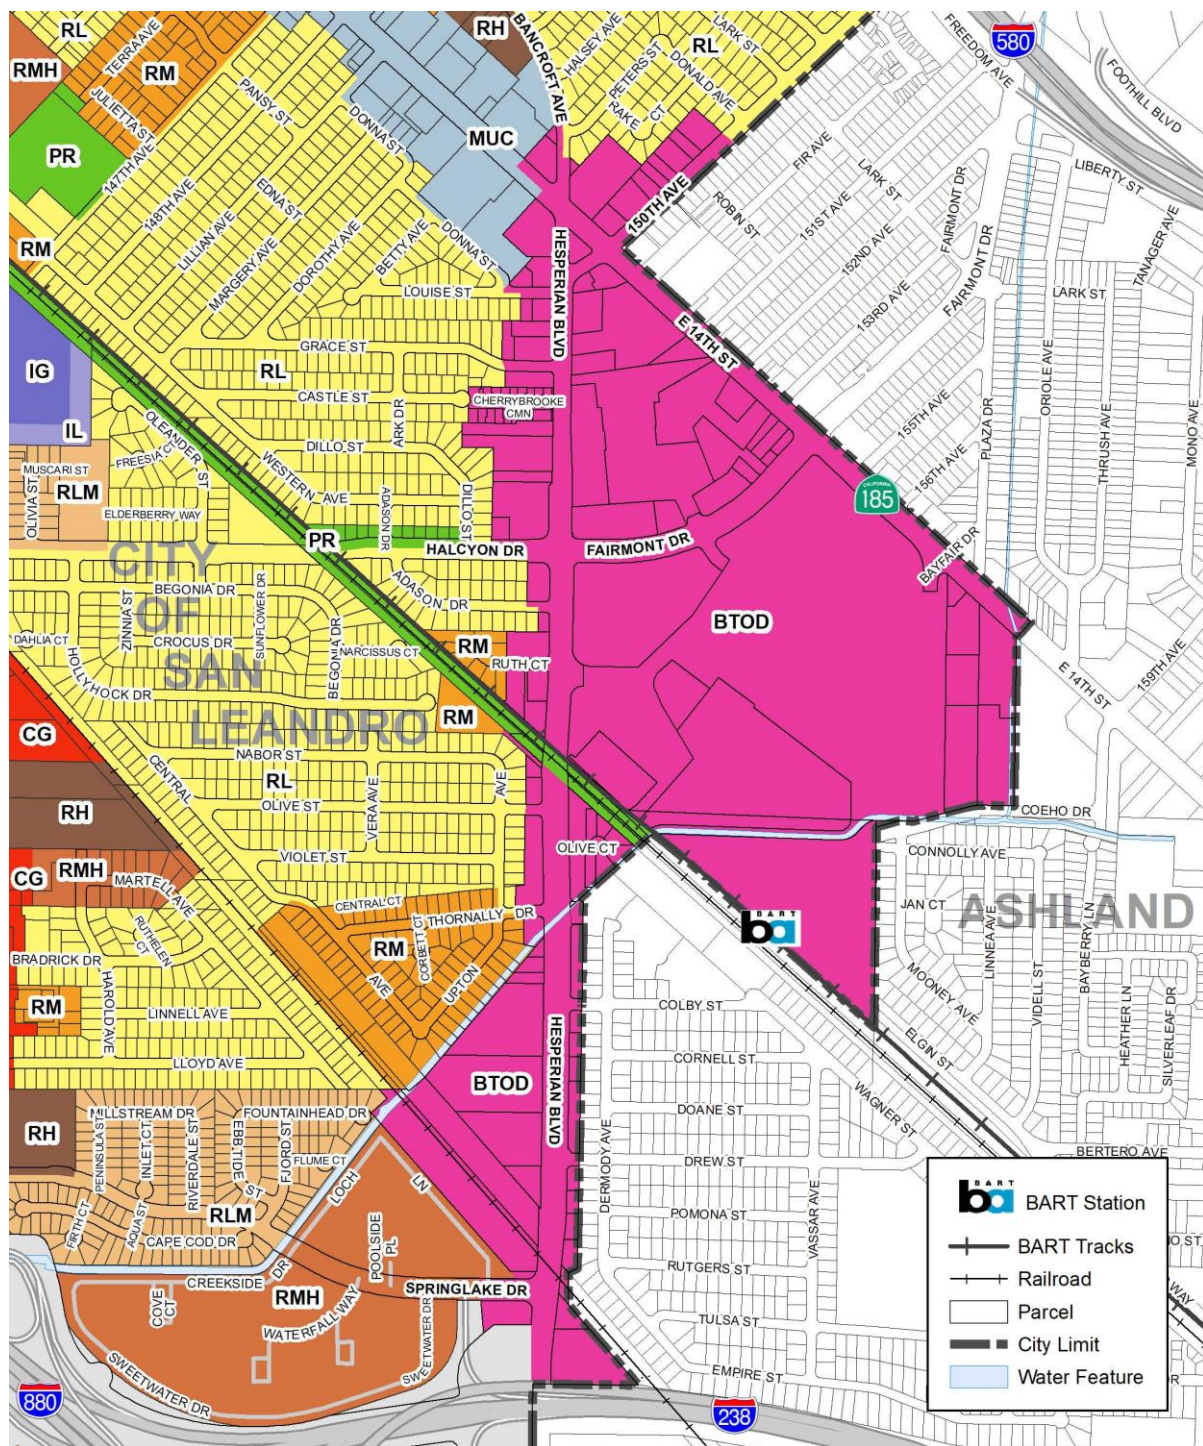 RL
TERRA AVE
RMH
RM
JULIETTA ST
PR
147TH AVE
PANSY ST
148TH AVE
EDNA ST
LILLIAN AVE
MARGERY AVE
DOROTHY AVE
BETTY AVE
DONNA ST
DONNA ST
LOUISE ST
MUC
RH
BANCROFT AVE
HALSEY AVE
PETERS ST
RAKE CT
RL
LARK ST
DONALD AVE
580
FREEDOM AVE
FOOTHILL BLVD
LIBERTY ST
TANAGER AVE
FIR AVE
LARK ST
ROBIN ST
150TH AVE
151ST AVE
152ND AVE
153RD AVE
FAIRMONT DR
FAIRMONT DR
LARK ST
ORIOLE AVE
THRUSH AVE
MONO AVE
PLAZA DR
155TH AVE
156TH AVE
159TH AVE
E 14TH ST
E 14TH ST
CALIFORNIA
185
BAYFAIR DR
HESPERIAN BLVD
RM
IG
IL
GRACE ST
RL
CASTLE ST
ARK DR
CHERRYBROOKE
CMN
DILLO ST
DILLO ST
WESTERN AVE
ADASON DR
OLEANDER ST
FREESIA CT
MUSCARI ST
OLIVIA ST
RLM
ELDERBERRY WAY
PR
HALCYON DR
FAIRMONT DR
ADASON DR
BTOD
CITY
OF
SAN
LEANDRO
BEGONIA DR
ZINNIA ST
SUNFLOWER DR
CROCUS DR
DAHLIA CT
BEGONIA DR
NARCISSUS CT
HOLLYHOCK DR
RM
RUTH CT
RM
CG
NABOR ST
CENTRAL
AVE
RL
OLIVE ST
VERA AVE
AVE
VIOLET ST
OLIVE CT
COEHO DR
RH
CG
RMH
MARTELL AVE
CENTRAL CT
THORNALLY DR
RM
CORBETT CT
UPTON
RUTHELEN
CT
BRADRICK DR
HAROLD AVE
RM
LINNELL AVE
LLOYD AVE
BART
ba
CONNOLLY AVE
JAN CT
ASHLAND
LINNEA AVE
MOONEY AVE
VIDELL ST
BAYBERRY LN
HEATHER LN
SILVERLEAF DR
ELGIN ST
WAGNER ST
BERTERO AVE
COLBY ST
CORNELL ST
DOANE ST
DREW ST
DERMODY AVE
VASSAR AVE
POMONA ST
RUTGERS ST
TULSA ST
EMPIRE ST
BTOD
HESPERIAN BLVD
RH
MILLSTREAM DR
FOUNTAINHEAD DR
PENINSULA ST
INLET CT
RIVERDALE ST
EBB TIDE
ST
FJORD ST
FLUME CT
LOCH
LN
RLM
FIRTH CT
AQUA ST
CAPE COD DR
CREEKSIDE
DR
COVE
CT
RMH
WATERFALL WAY
POOLSIDE
PL
SPRINGLAKE DR
SWEETWATER DR
SWEETWATER DR
880
238
WAY
BART
ba
BART Station
BART Tracks
Railroad
Parcel
City Limit
Water Feature